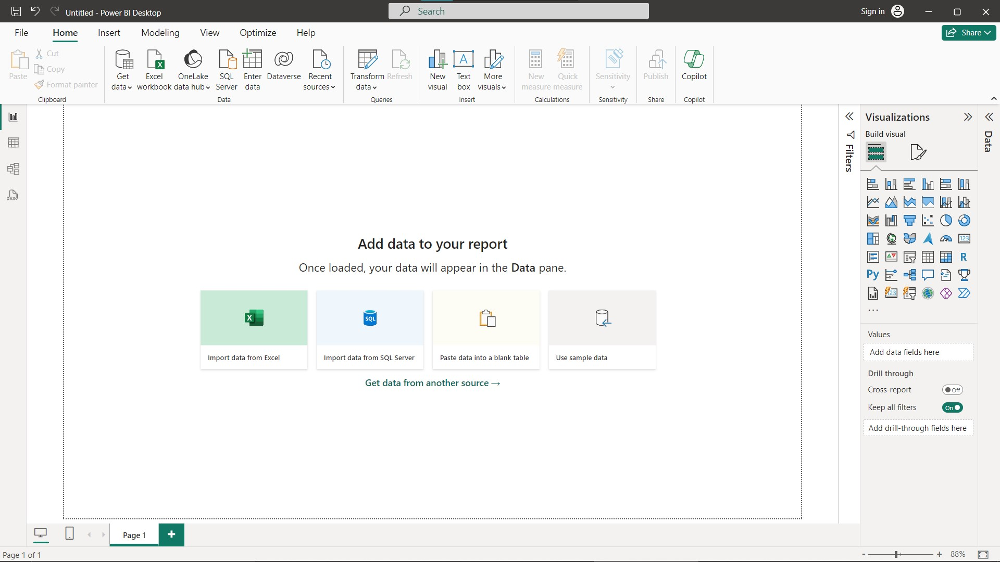 Untitled - Power BI Desktop
Search
Sign in
File Home Insert Modeling View Optimize Help
Share
Paste
Cut
Copy
Format painter
Clipboard
Get data
Excel workbook
OneLake data hub
SQL Server
Enter data
Dataverse
Recent sources
Data
Transform data
Refresh
Queries
New visual
Text box
More visuals
Insert
New measure
Quick measure
Calculations
Sensitivity
Sensitivity
Publish
Share
Copilot
Copilot
DAX
Add data to your report
Once loaded, your data will appear in the Data pane.
X
SQL
Import data from Excel
Import data from SQL Server
Paste data into a blank table
Use sample data
Get data from another source →
Filters
Visualizations
Build visual
123
R
Py
123
...
Values
Add data fields here
Drill through
Cross-report
Off
Keep all filters
On
Add drill-through fields here
Data
Page 1
+
Page 1 of 1
- + 88%